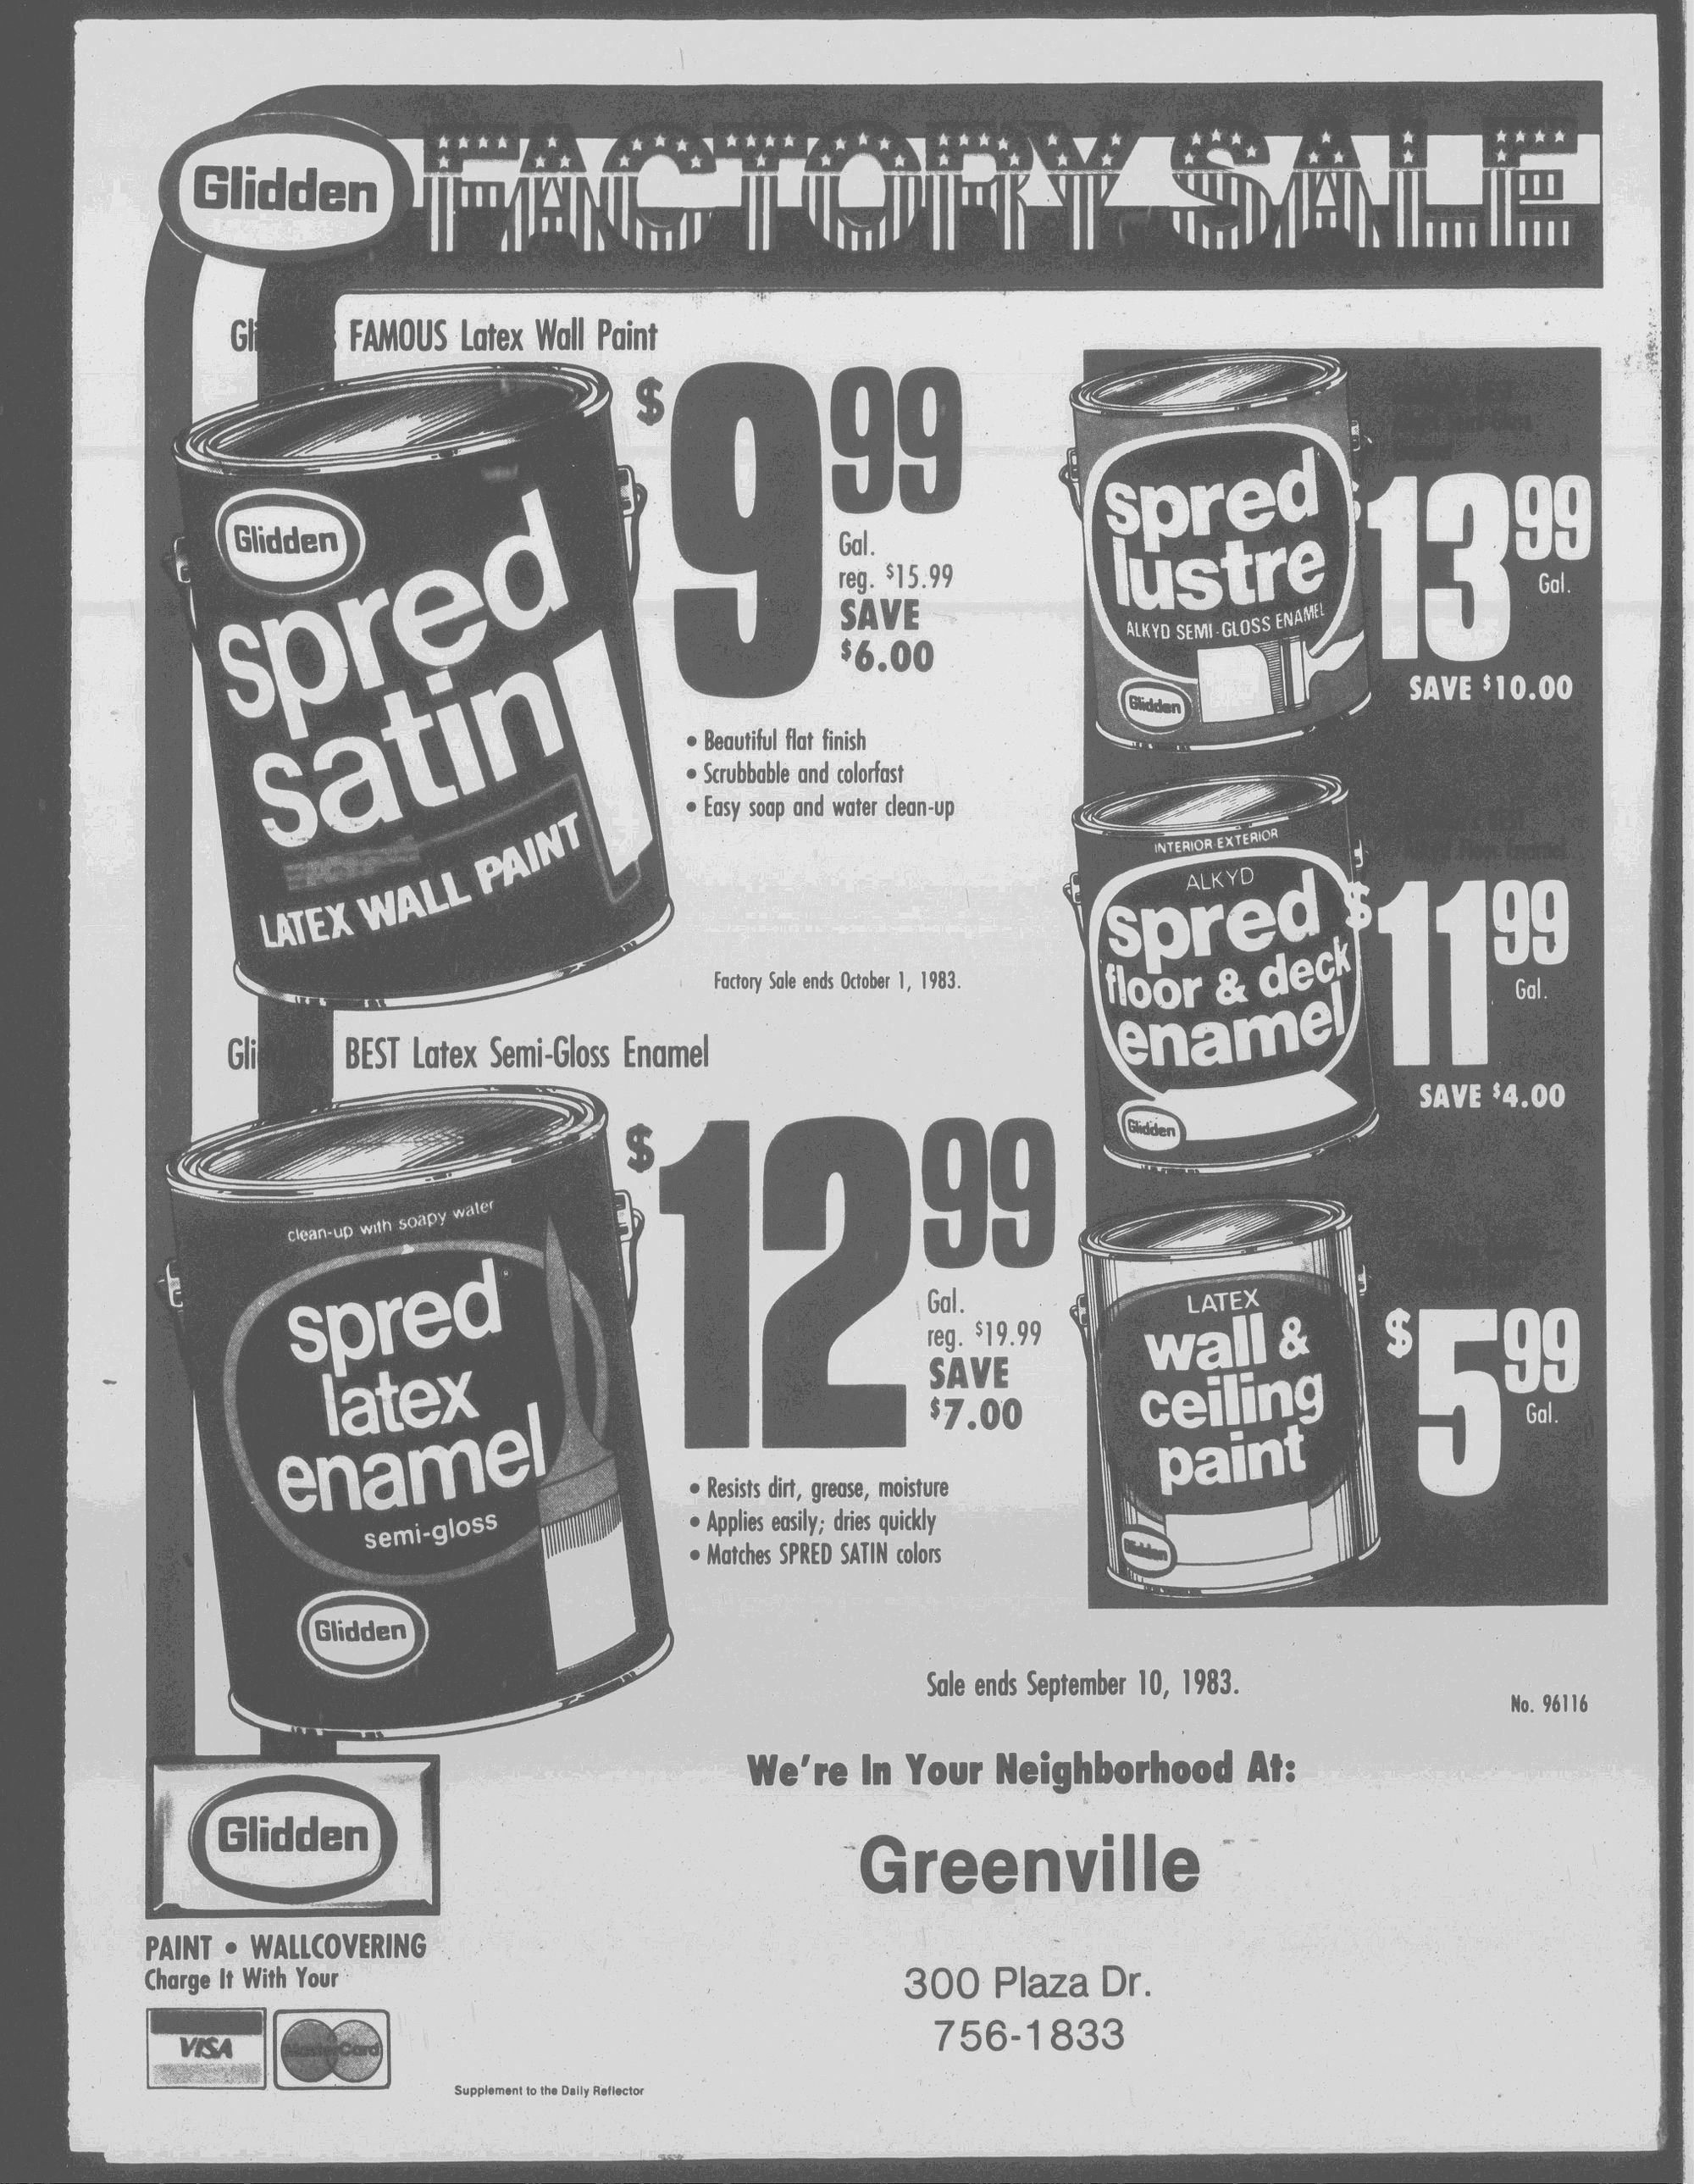 Glidden
FACTORY SALE
FAMOUS Latex Wall Paint
$9.99
Gal.
reg. $15.99
SAVE
$6.00
Glidden
spred
satin
LATEX WALL PAINT
• Beautiful flat finish
• Scrubbable and colorfast
• Easy soap and water clean-up
Factory Sale ends October 1, 1983.
BEST Latex Semi-Gloss Enamel
$12.99
Gal.
reg. $19.99
SAVE
$7.00
clean-up with soapy water
spred
latex
enamel
semi-gloss
Glidden
• Resists dirt, grease, moisture
• Applies easily; dries quickly
• Matches SPRED SATIN colors
spred
lustre
ALKYD SEMI-GLOSS ENAMEL
Glidden
$13.99
Gal.
SAVE $10.00
INTERIOR-EXTERIOR
ALKYD
spred
floor & deck
enamel
Glidden
$11.99
Gal.
SAVE $4.00
LATEX
wall &
ceiling
paint
Glidden
$5.99
Gal.
Sale ends September 10, 1983.
No. 96116
We're In Your Neighborhood At:
Greenville
300 Plaza Dr.
756-1833
Glidden
PAINT • WALLCOVERING
Charge It With Your
VISA
MasterCard
Supplement to the Daily Reflector